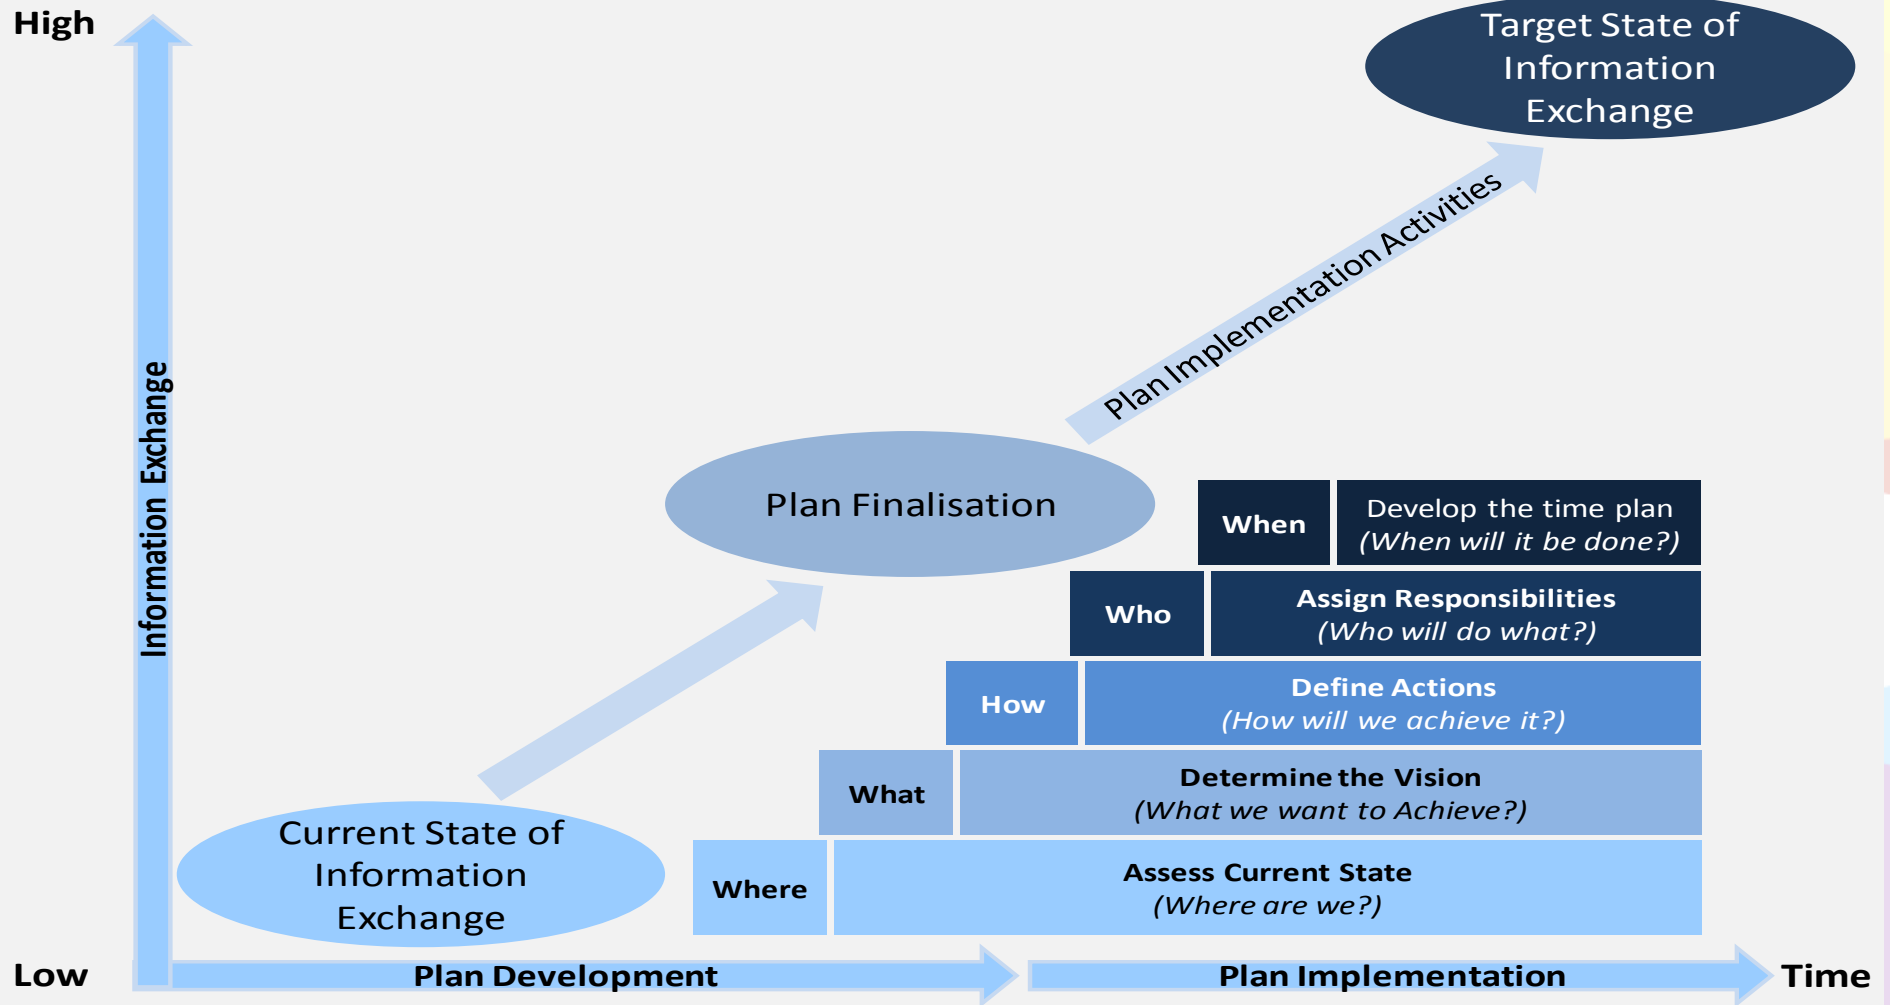 High
Target State of
Information
Exchange
Plan Implementation Activities
Information Exchange
Plan Finalisation
When
Develop the time plan
(When will it be done?)
Who
Assign Responsibilities
(Who will do what?)
How
Define Actions
(How will we achieve it?)
What
Determine the Vision
(What we want to Achieve?)
Current State of
Information
Exchange
Where
Assess Current State
(Where are we?)
Low
Plan Development
Plan Implementation
Time